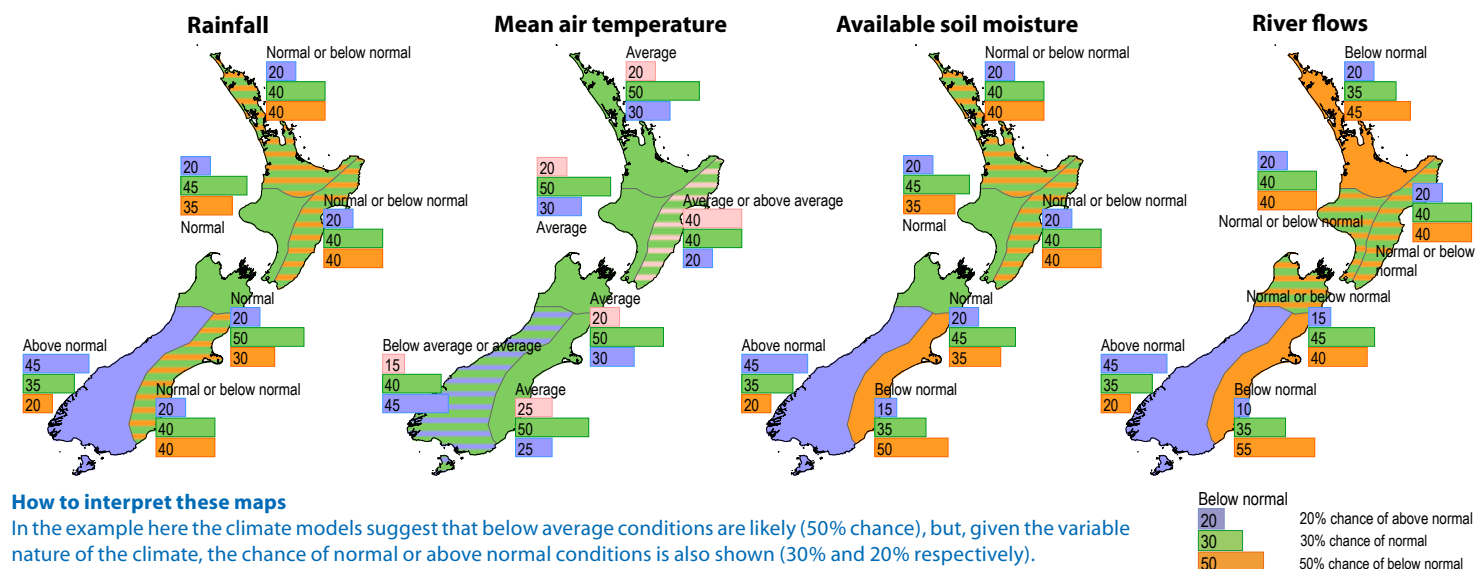 Rainfall
Normal or below normal
20
40
40
20
45
35
Normal
Normal or below normal
20
40
40
Normal
20
50
30
Above normal
45
35
20
Normal or below normal
20
40
40
Mean air temperature
Average
20
50
30
20
50
30
Average
Average or above average
40
40
20
Average
20
50
30
Below average or average
15
40
45
Average
25
50
25
Available soil moisture
Normal or below normal
20
40
40
20
45
35
Normal
Normal or below normal
20
40
40
Normal
20
45
35
Above normal
45
35
20
Below normal
15
35
50
River flows
Below normal
20
35
45
20
40
40
Normal or below normal
20
40
40
Normal or below
normal
Normal or below normal
15
45
40
Above normal
45
35
20
Below normal
10
35
55
How to interpret these maps
In the example here the climate models suggest that below average conditions are likely (50% chance), but, given the variable
nature of the climate, the chance of normal or above normal conditions is also shown (30% and 20% respectively).
Below normal
20 20% chance of above normal
30 30% chance of normal
50 50% chance of below normal